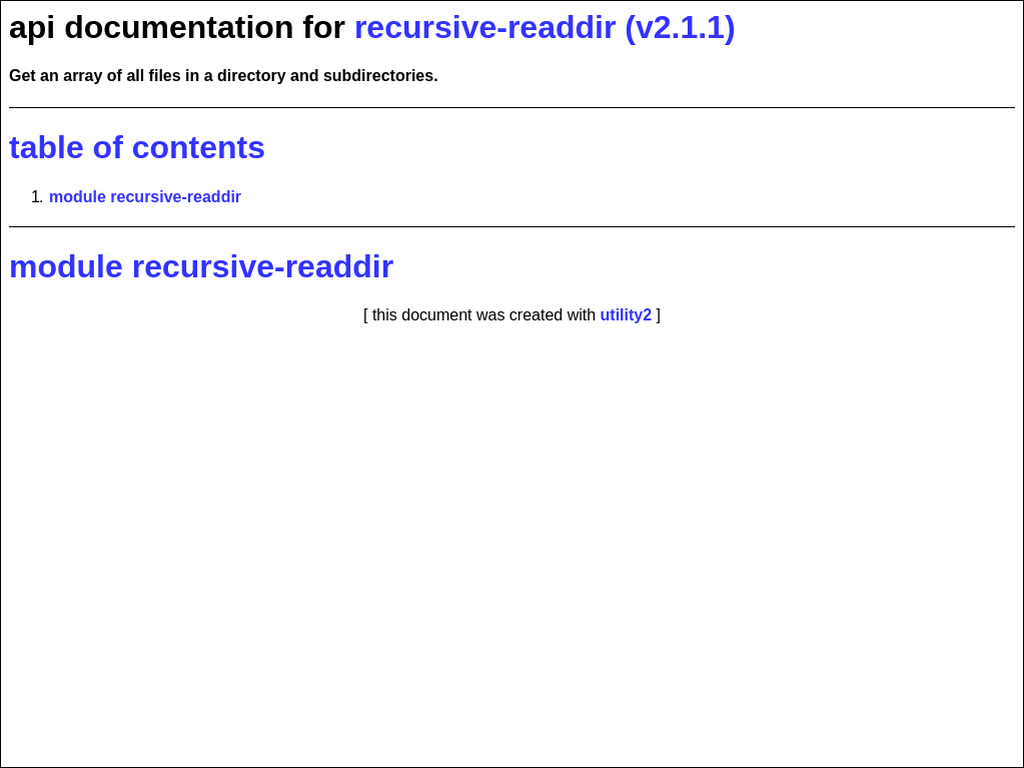 api documentation for recursive-readdir (v2.1.1)
Get an array of all files in a directory and subdirectories.
table of contents
1. module recursive-readdir
module recursive-readdir
[ this document was created with utility2 ]